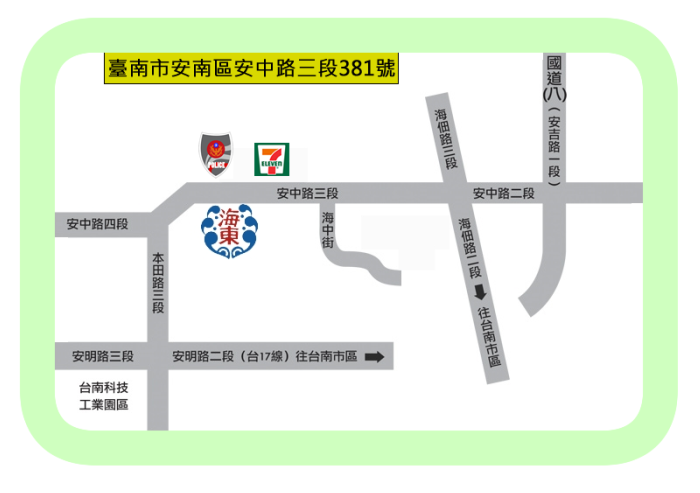 臺南市安南區安中路三段381號
國道(八)(安吉路一段)
海佃路三段
POLICE
7
ELEVEN
安中路三段
安中路二段
安中路四段
海東
海中街
海佃路二段
往台南市區
本田路三段
安明路三段
安明路二段(台17線)往台南市區
台南科技
工業園區